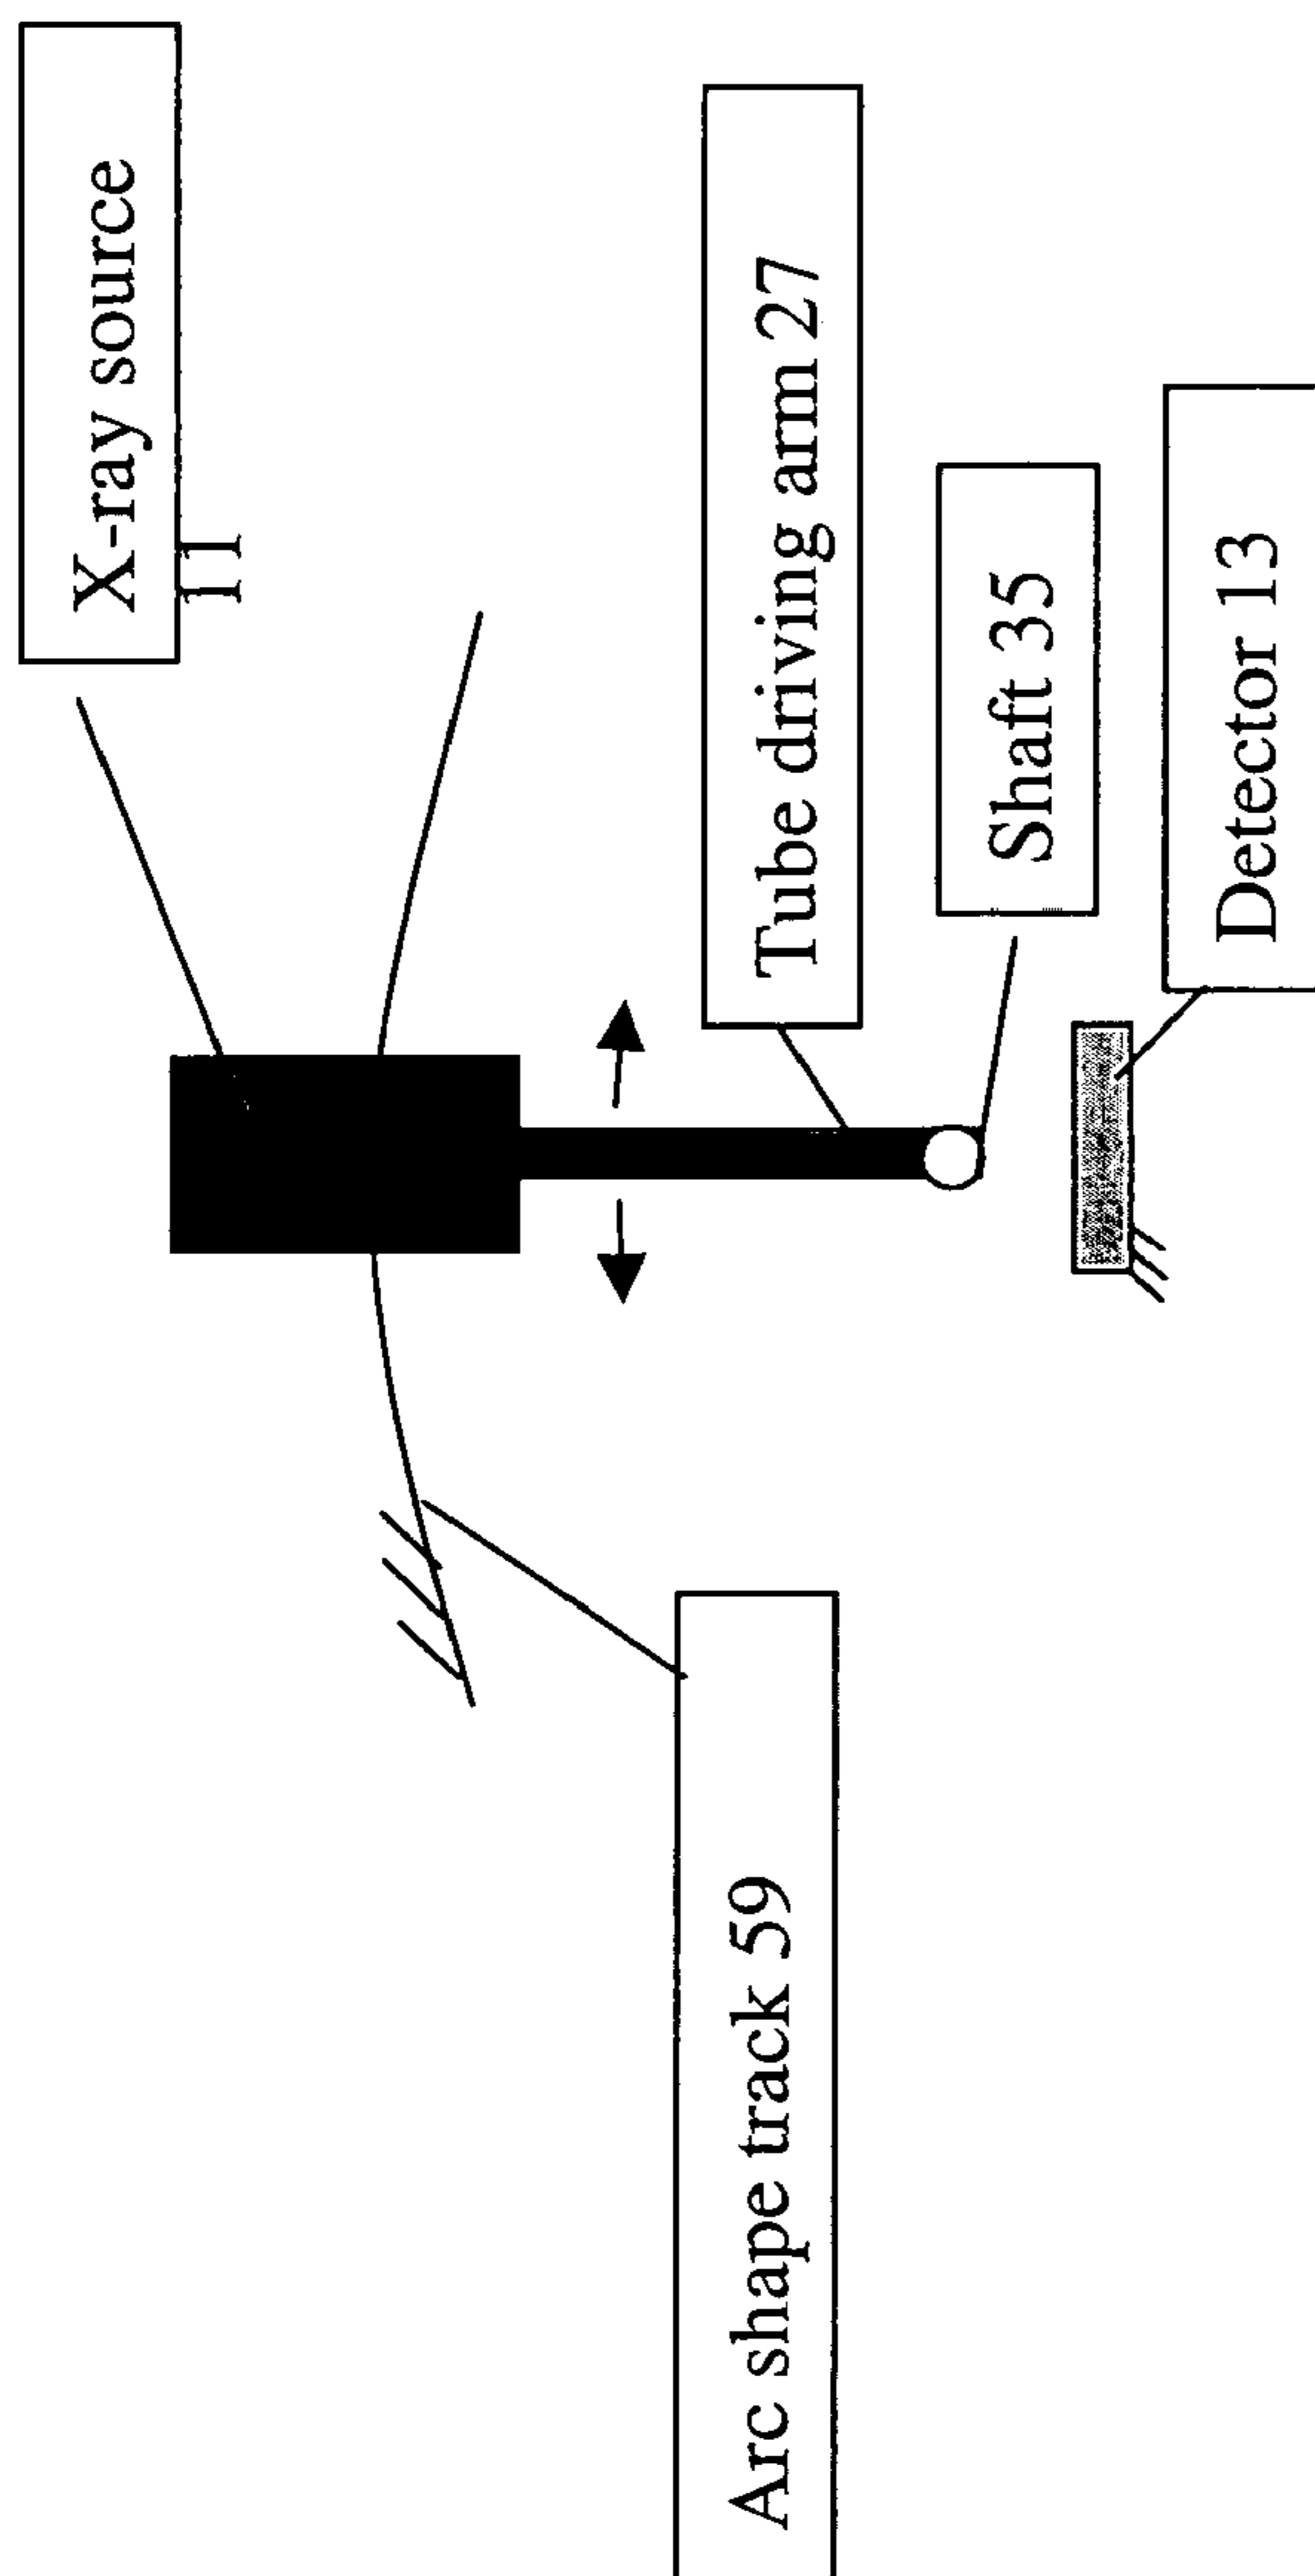 X-ray source
11
Tube driving arm 27
Shaft 35
Detector 13
Arc shape track 59